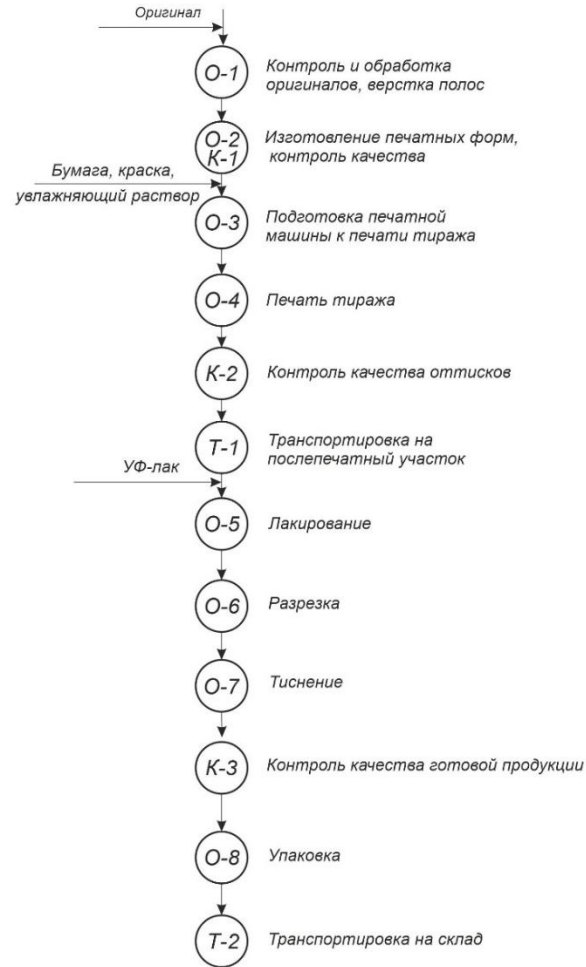 Оригинал
О-1
Контроль и обработка
оригиналов, верстка полос
О-2
К-1
Изготовление печатных форм,
контроль качества
Бумага, краска,
увлажняющий раствор
О-3
Подготовка печатной
машины к печати тиража
О-4
Печать тиража
К-2
Контроль качества оттисков
Т-1
Транспортировка на
послепечатный участок
УФ-лак
О-5
Лакирование
О-6
Разрезка
О-7
Тиснение
К-3
Контроль качества готовой продукции
О-8
Упаковка
Т-2
Транспортировка на склад